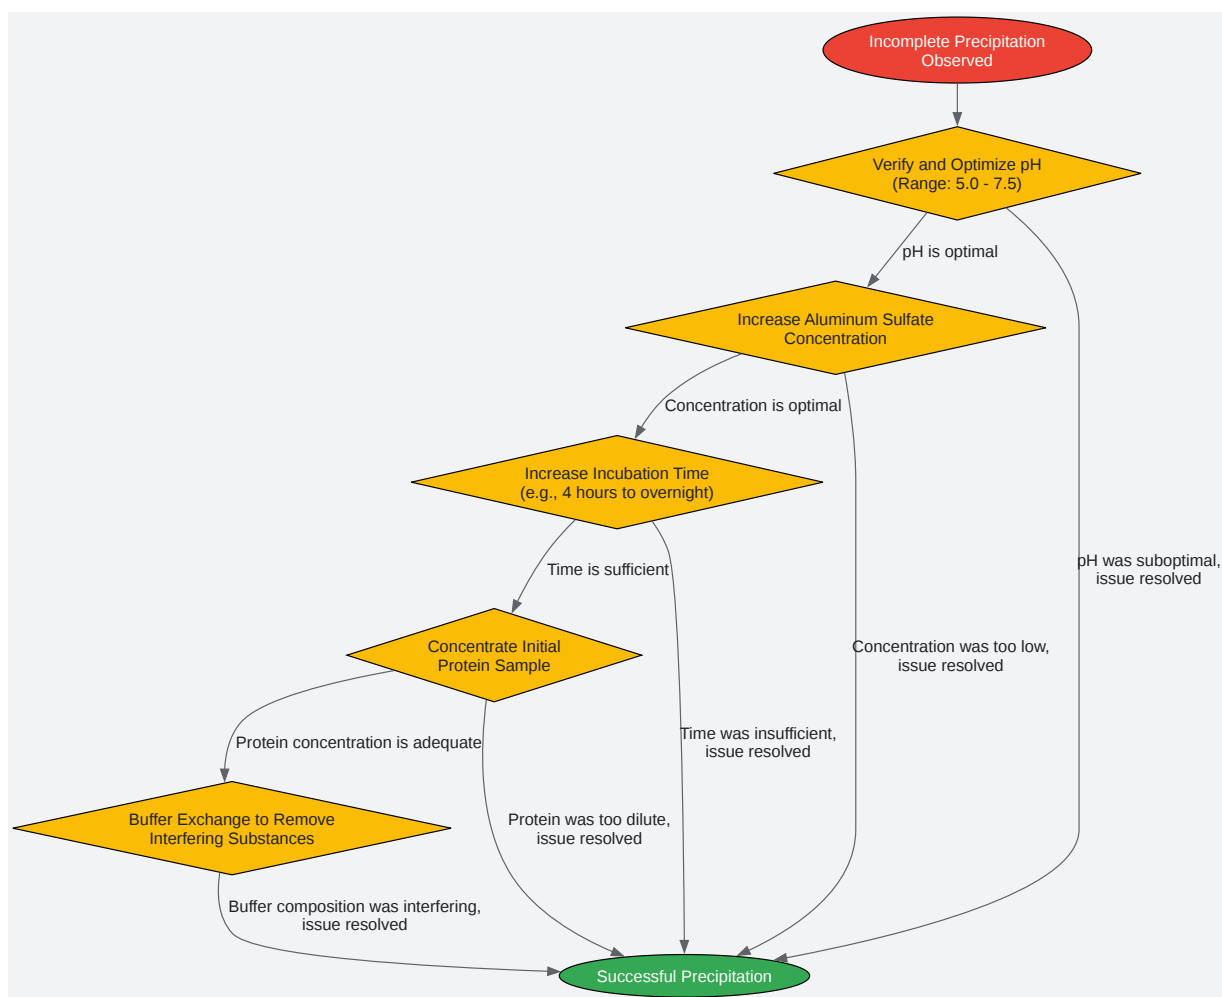 Incomplete Precipitation
Observed
Verify and Optimize pH
(Range: 5.0 - 7.5)
pH is optimal
Increase Aluminum Sulfate
Concentration
Concentration is optimal
Increase Incubation Time
(e.g., 4 hours to overnight)
Time is sufficient
pH was suboptimal,
issue resolved
Concentrate Initial
Protein Sample
Concentration was too low,
issue resolved
Protein concentration is adequate
Time was insufficient,
issue resolved
Buffer Exchange to Remove
Interfering Substances
Protein was too dilute,
issue resolved
Buffer composition was interfering,
issue resolved
Successful Precipitation